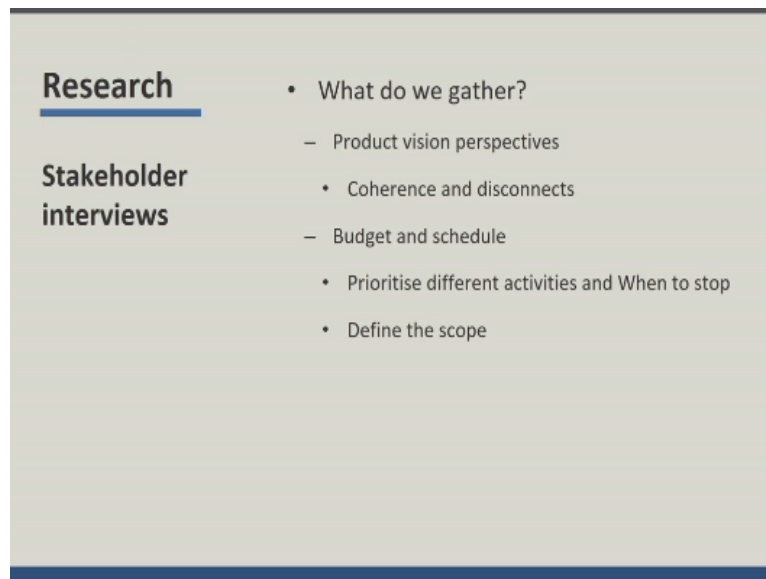 Research
Stakeholder
interviews
• What do we gather?
– Product vision perspectives
• Coherence and disconnects
– Budget and schedule
• Prioritise different activities and When to stop
• Define the scope